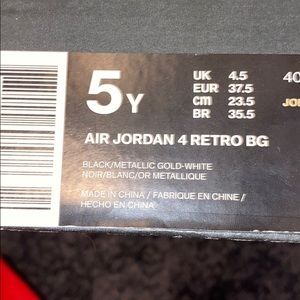 5Y
UK 4.5
EUR 37.5
CM 23.5
BR 35.5
40
AIR JORDAN 4 RETRO BG
BLACK/METALLIC GOLD-WHITE
NOIR/BLANC/OR METALLIQUE
MADE IN CHINA / FABRIQUE EN CHINE /
HECHO EN CHINA